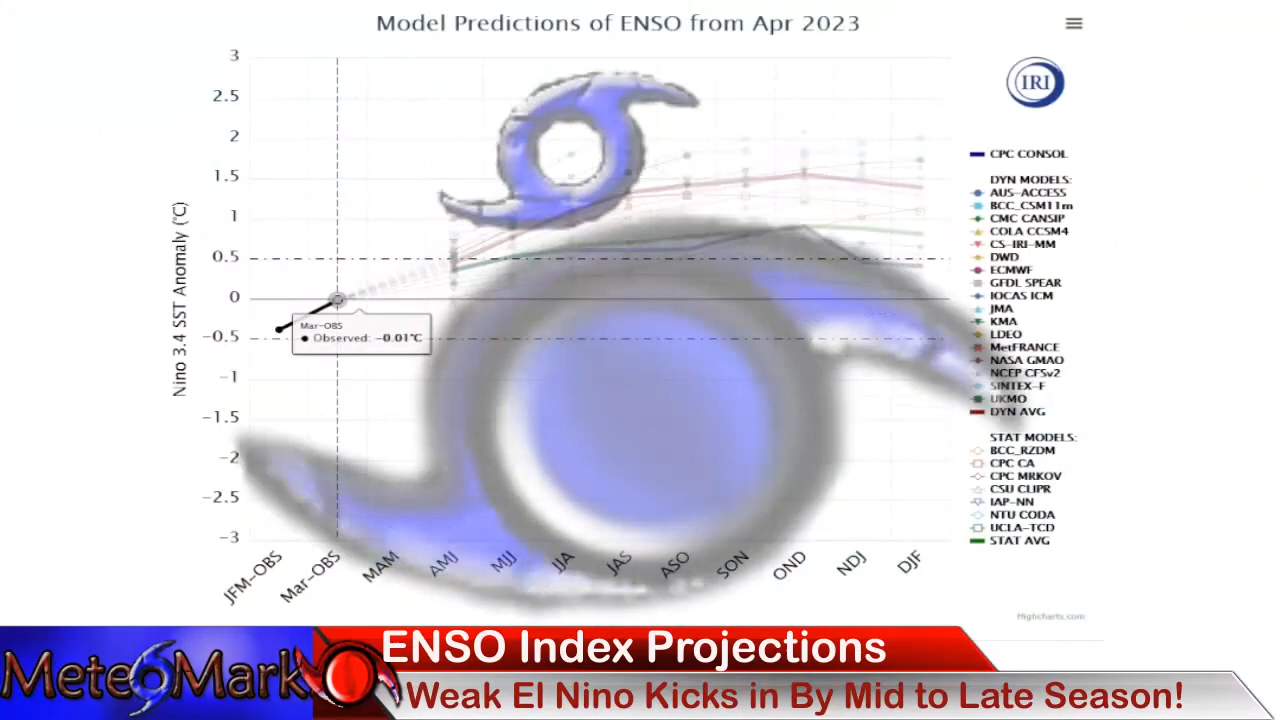 Model Predictions of ENSO from Apr 2023
3
2.5
2
1.5
1
0.5
0
−0.5
−1
−1.5
−2
−2.5
−3
Nino 3.4 SST Anomaly (°C)
Mar-OBS
● Observed: −0.01°C
JFM-OBS
Mar-OBS
MAM
AMJ
MJJ
JJA
JAS
ASO
SON
OND
NDJ
DJF
IRI
CPC CONSOL
DYN MODELS:
AUS-ACCESS
BCC_CSM11m
CMC CANSIP
COLA CCSM4
CS-IRI-MM
DWD
ECMWF
GFDL SPEAR
IOCAS ICM
JMA
KMA
LDEO
MetFRANCE
NASA GMAO
NCEP CFSv2
SINTEX-F
UKMO
DYN AVG
STAT MODELS:
BCC_RZDM
CPC CA
CPC MRKOV
CSU CLIPR
IAP-NN
NTU CODA
UCLA-TCD
STAT AVG
Highcharts.com
MeteoMark
ENSO Index Projections
Weak El Nino Kicks in By Mid to Late Season!